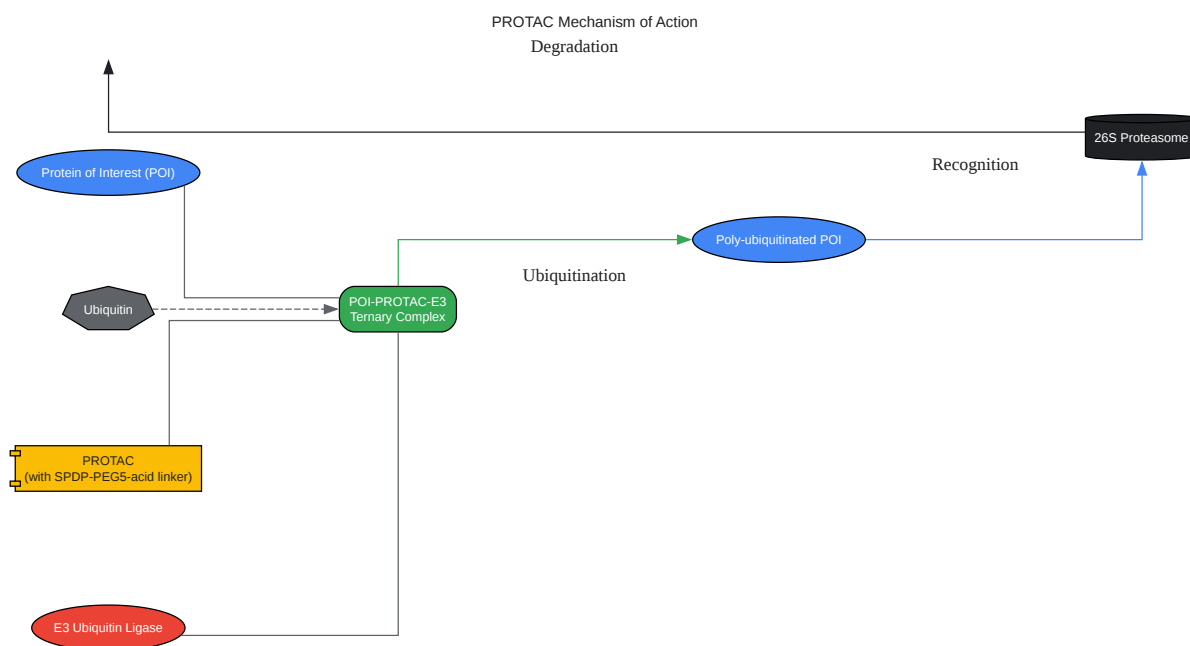 PROTAC Mechanism of Action
Degradation
26S Proteasome
Recognition
Protein of Interest (POI)
Poly-ubiquitinated POI
Ubiquitination
Ubiquitin
POI-PROTAC-E3
Ternary Complex
PROTAC
(with SPDP-PEG5-acid linker)
E3 Ubiquitin Ligase